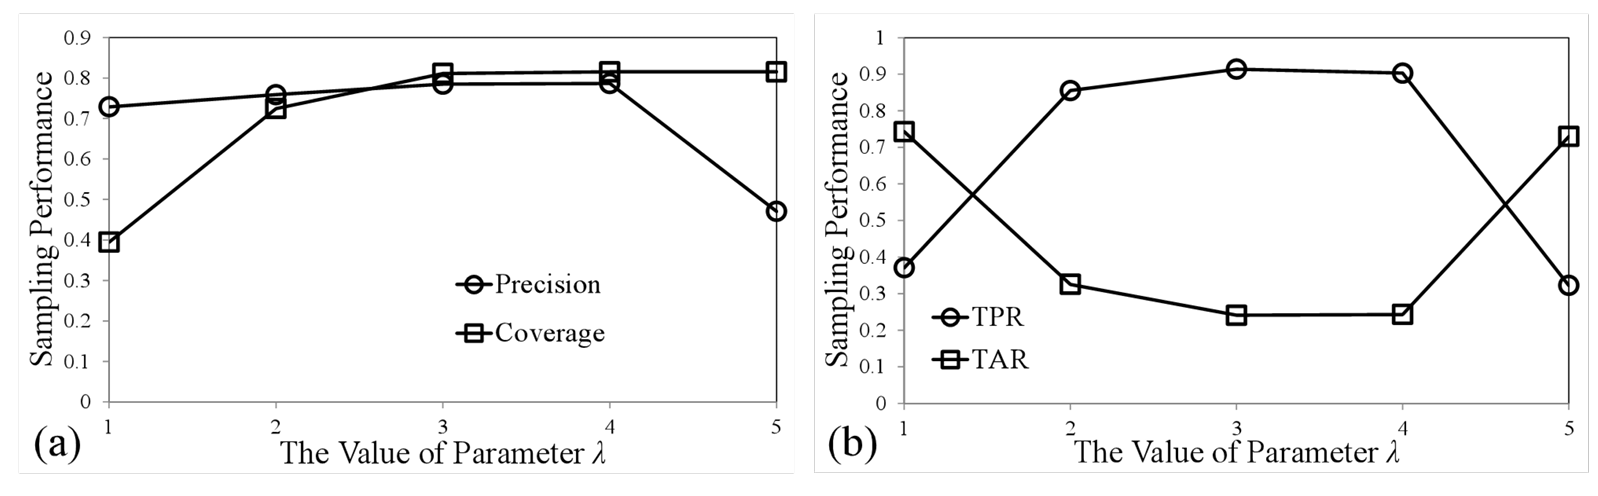 0.9
0.8
0.7
0.6
0.5
0.4
0.3
0.2
0.1
0
Sampling Performance
Precision
Coverage
1 2 3 4 5
The Value of Parameter λ
(a)
1
0.9
0.8
0.7
0.6
0.5
0.4
0.3
0.2
0.1
0
Sampling Performance
TPR
TAR
1 2 3 4 5
The Value of Parameter λ
(b)